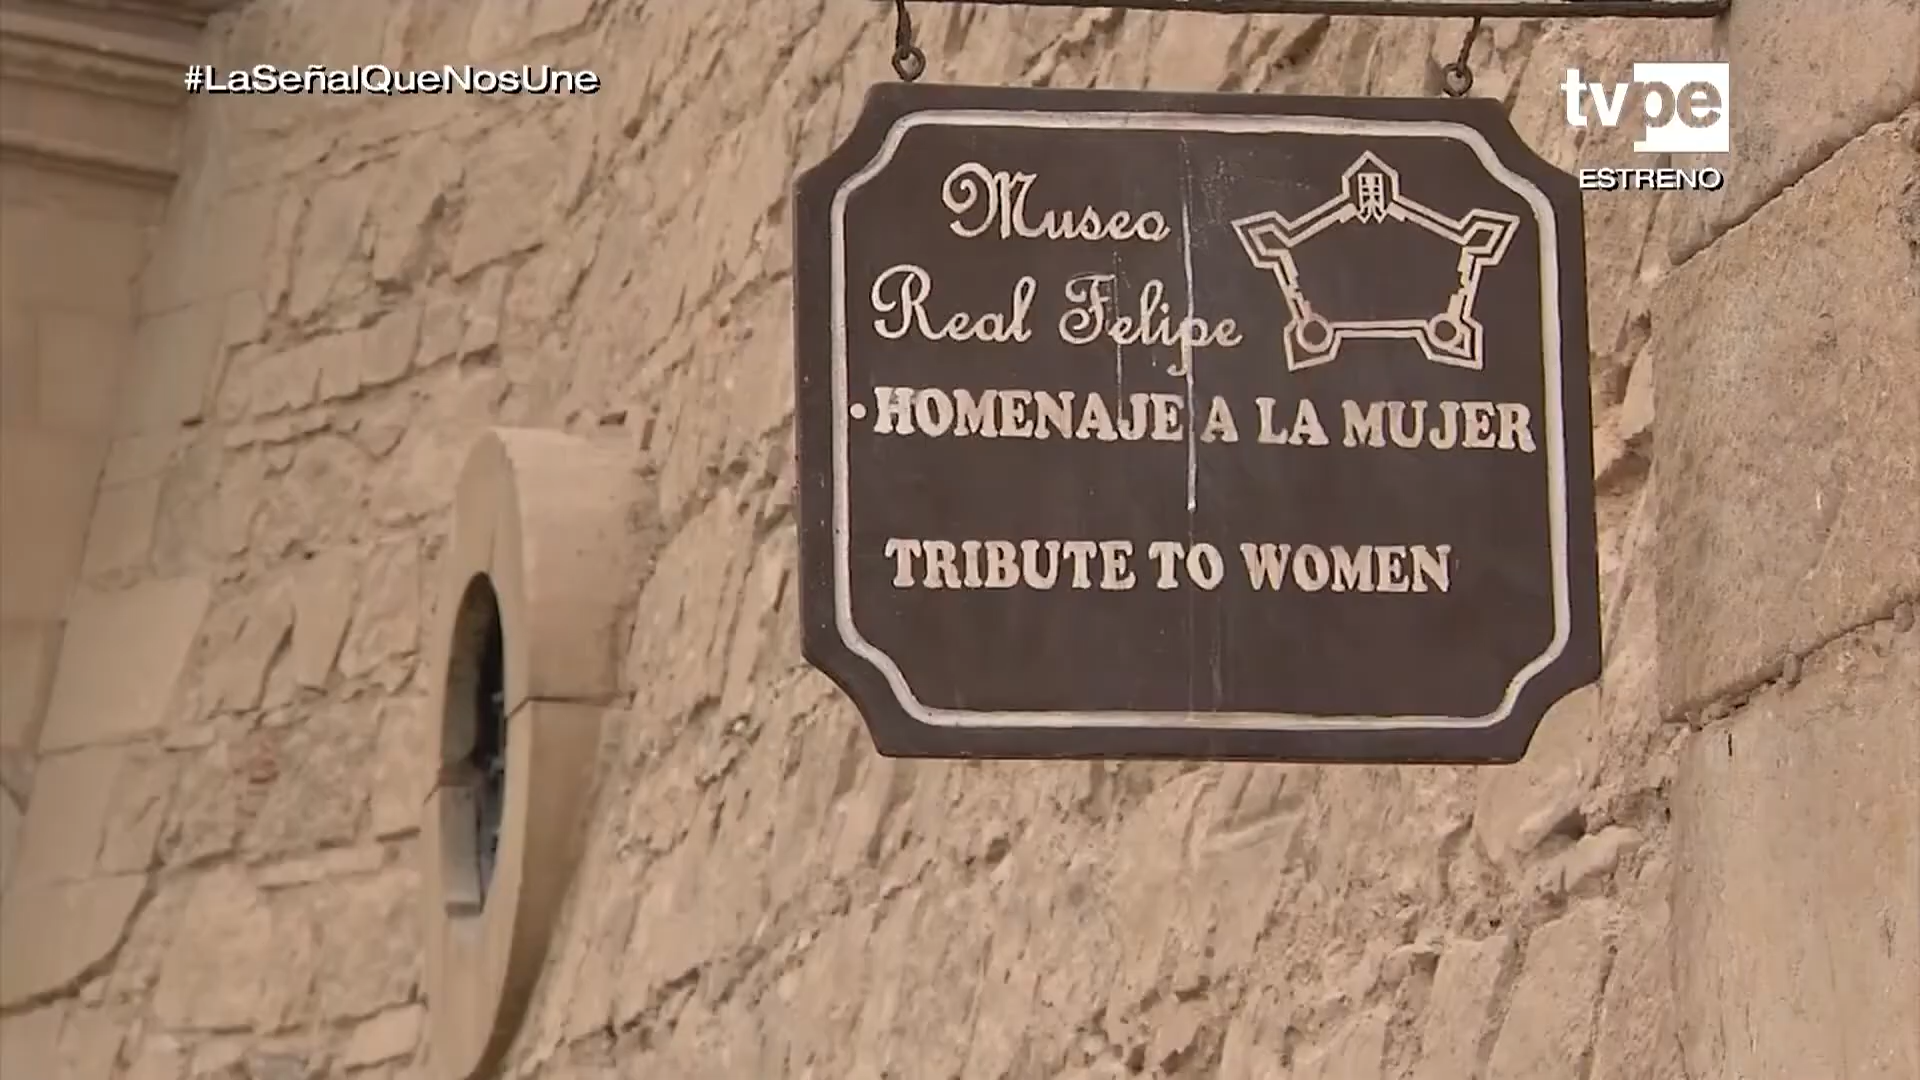 #LaSeñalQueNosUne
tvpe
ESTRENO
Museo
Real Felipe
•HOMENAJE A LA MUJER
TRIBUTE TO WOMEN